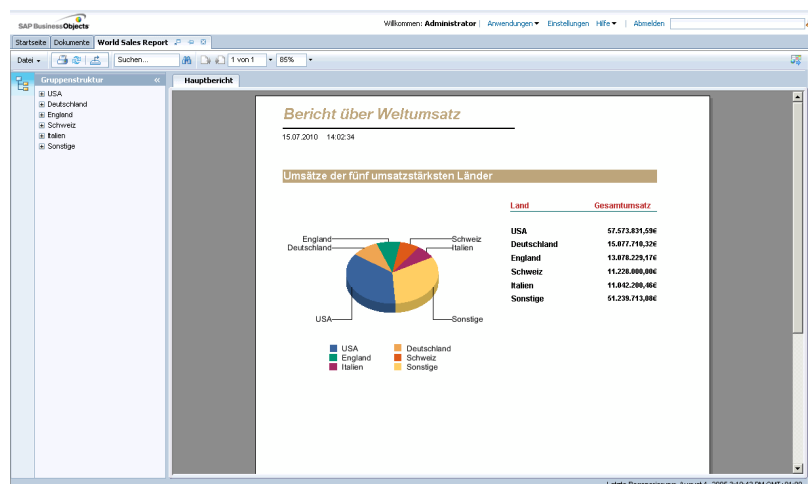 SAP BusinessObjects
Willkommen: Administrator | Anwendungen Einstellungen Hilfe | Abmelden
Startseite Dokumente World Sales Report
Datei Suchen... 1 von 1 85%
Gruppenstruktur «
Hauptbericht
USA
Deutschland
England
Schweiz
Italien
Sonstige
Bericht über Weltumsatz
15.07.2010 14:02:34
Umsätze der fünf umsatzstärksten Länder
Land Gesamtumsatz
USA 57.573.831,59€
Deutschland 15.077.710,32€
England 13.078.229,17€
Schweiz 11.228.000,00€
Italien 11.042.200,46€
Sonstige 51.239.713,08€
England Schweiz
Deutschland Italien
USA Sonstige
USA Deutschland
England Schweiz
Italien Sonstige